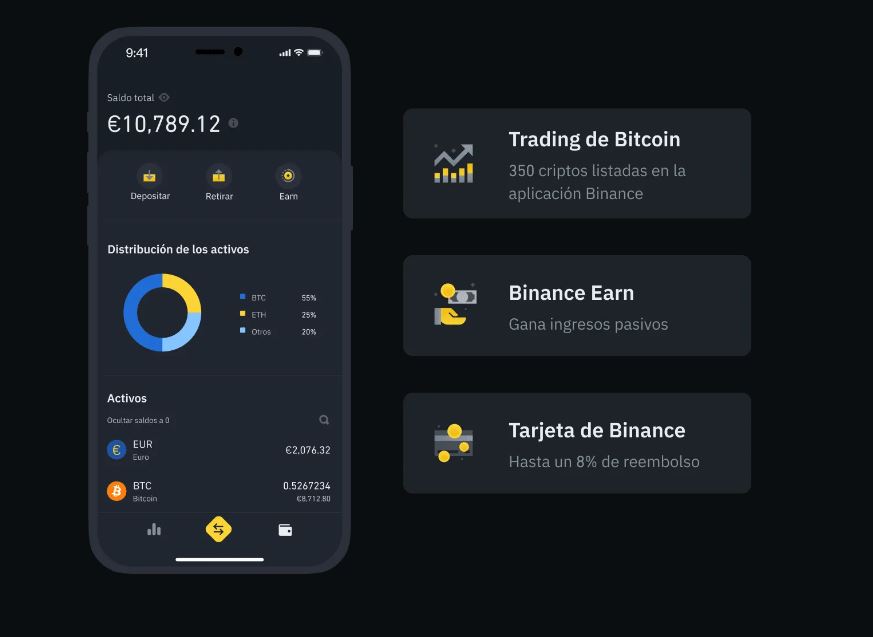 9:41
Saldo total
€10,789.12
Depositar
Retirar
Earn
Distribución de los activos
BTC 55%
ETH 25%
Otros 20%
Activos
Ocultar saldos a 0
EUR
Euro
€2,076.32
BTC
Bitcoin
0.5267234
€8,712.80
Trading de Bitcoin
350 criptos listadas en la
aplicación Binance
Binance Earn
Gana ingresos pasivos
Tarjeta de Binance
Hasta un 8% de reembolso